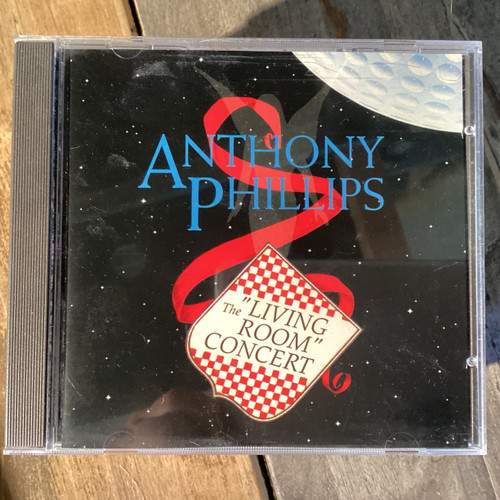 ANTHONY
PHILLIPS
The "LIVING
ROOM"
CONCERT